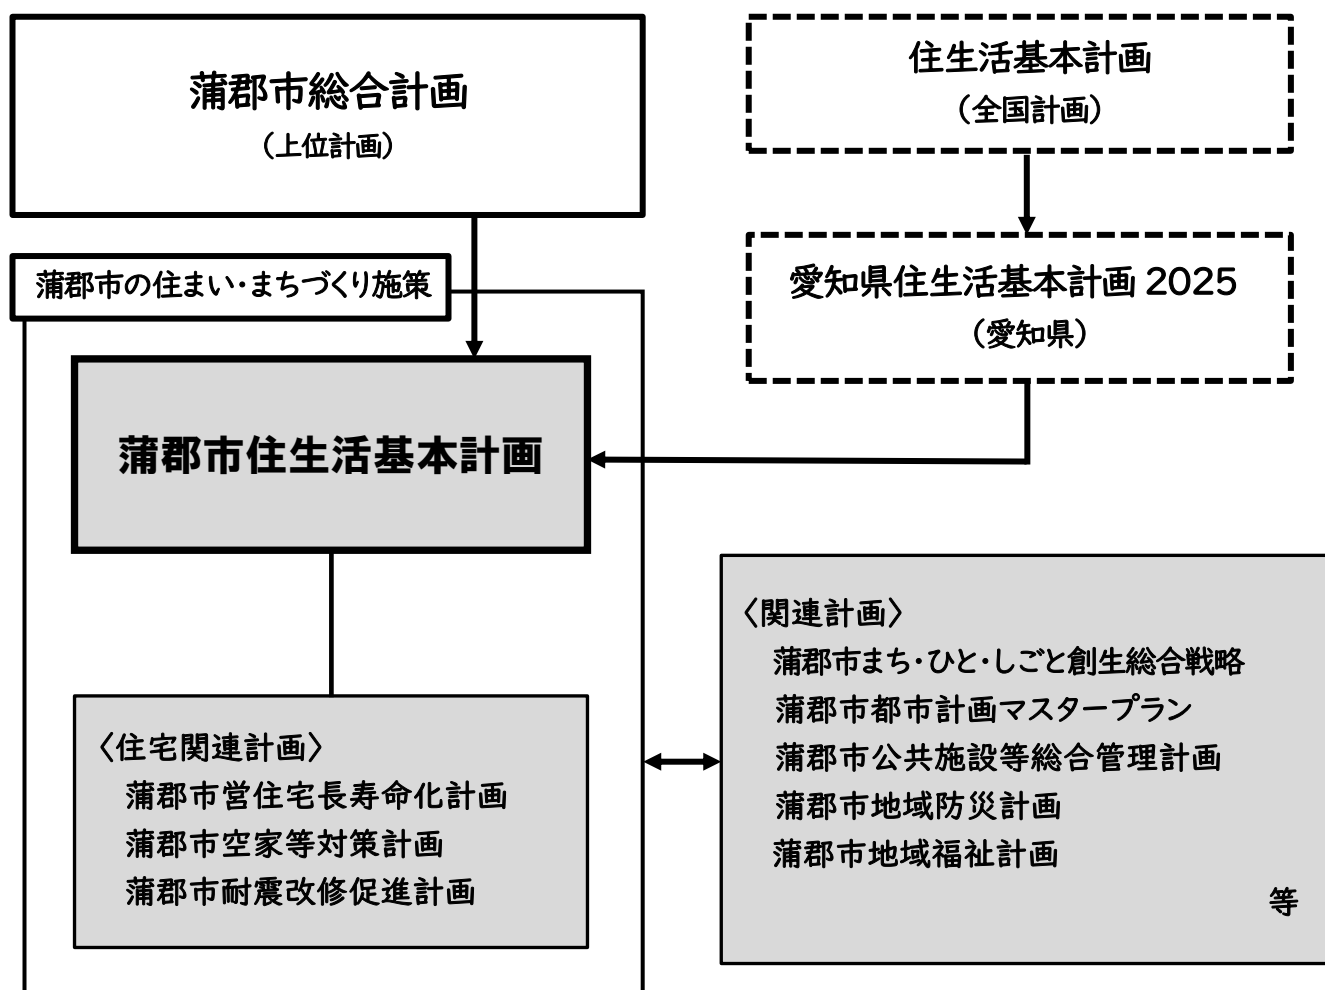 蒲郡市総合計画
（上位計画）
住生活基本計画
（全国計画）
蒲郡市の住まい・まちづくり施策
愛知県住生活基本計画 2025
（愛知県）
蒲郡市住生活基本計画
〈住宅関連計画〉
蒲郡市営住宅長寿命化計画
蒲郡市空家等対策計画
蒲郡市耐震改修促進計画
〈関連計画〉
蒲郡市まち・ひと・しごと創生総合戦略
蒲郡市都市計画マスタープラン
蒲郡市公共施設等総合管理計画
蒲郡市地域防災計画
蒲郡市地域福祉計画
等